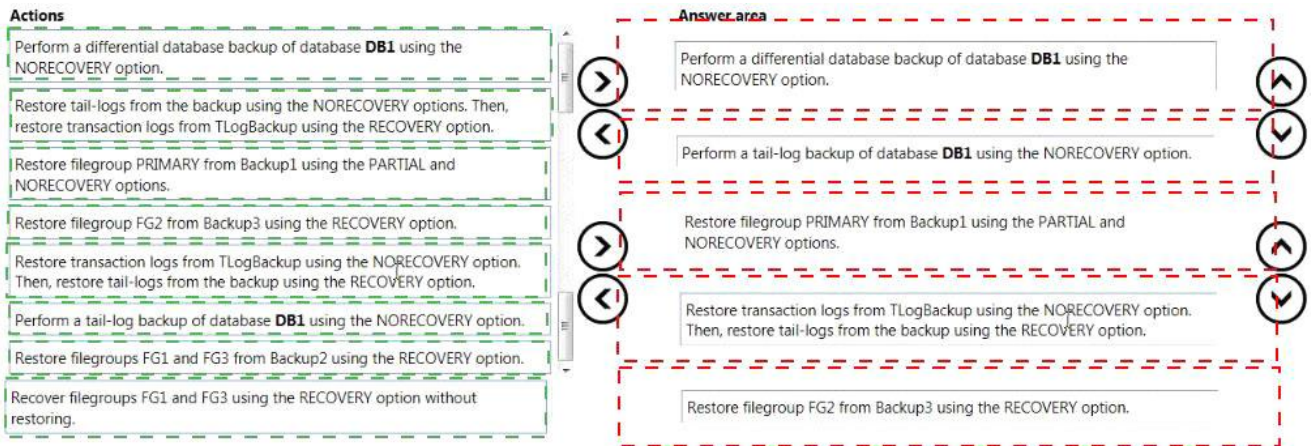 Actions
Perform a differential database backup of database DB1 using the
NORECOVERY option.
Restore tail-logs from the backup using the NORECOVERY options. Then,
restore transaction logs from TLogBackup using the RECOVERY option.
Restore filegroup PRIMARY from Backup1 using the PARTIAL and
NORECOVERY options.
Restore filegroup FG2 from Backup3 using the RECOVERY option.
Restore transaction logs from TLogBackup using the NORECOVERY option.
Then, restore tail-logs from the backup using the RECOVERY option.
Perform a tail-log backup of database DB1 using the NORECOVERY option.
Restore filegroups FG1 and FG3 from Backup2 using the RECOVERY option.
Recover filegroups FG1 and FG3 using the RECOVERY option without
restoring.
Answer area
Perform a differential database backup of database DB1 using the
NORECOVERY option.
Perform a tail-log backup of database DB1 using the NORECOVERY option.
Restore filegroup PRIMARY from Backup1 using the PARTIAL and
NORECOVERY options.
Restore transaction logs from TLogBackup using the NORECOVERY option.
Then, restore tail-logs from the backup using the RECOVERY option.
Restore filegroup FG2 from Backup3 using the RECOVERY option.